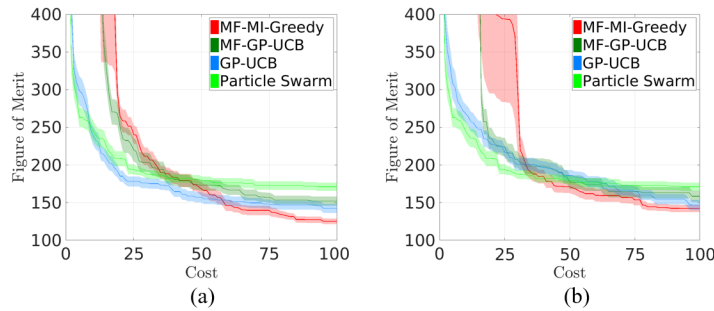 400
350
300
250
200
150
100
Figure of Merit
MF-MI-Greedy
MF-GP-UCB
GP-UCB
Particle Swarm
0
25
50
75
100
Cost
(a)
400
350
300
250
200
150
100
Figure of Merit
MF-MI-Greedy
MF-GP-UCB
GP-UCB
Particle Swarm
0
25
50
75
100
Cost
(b)